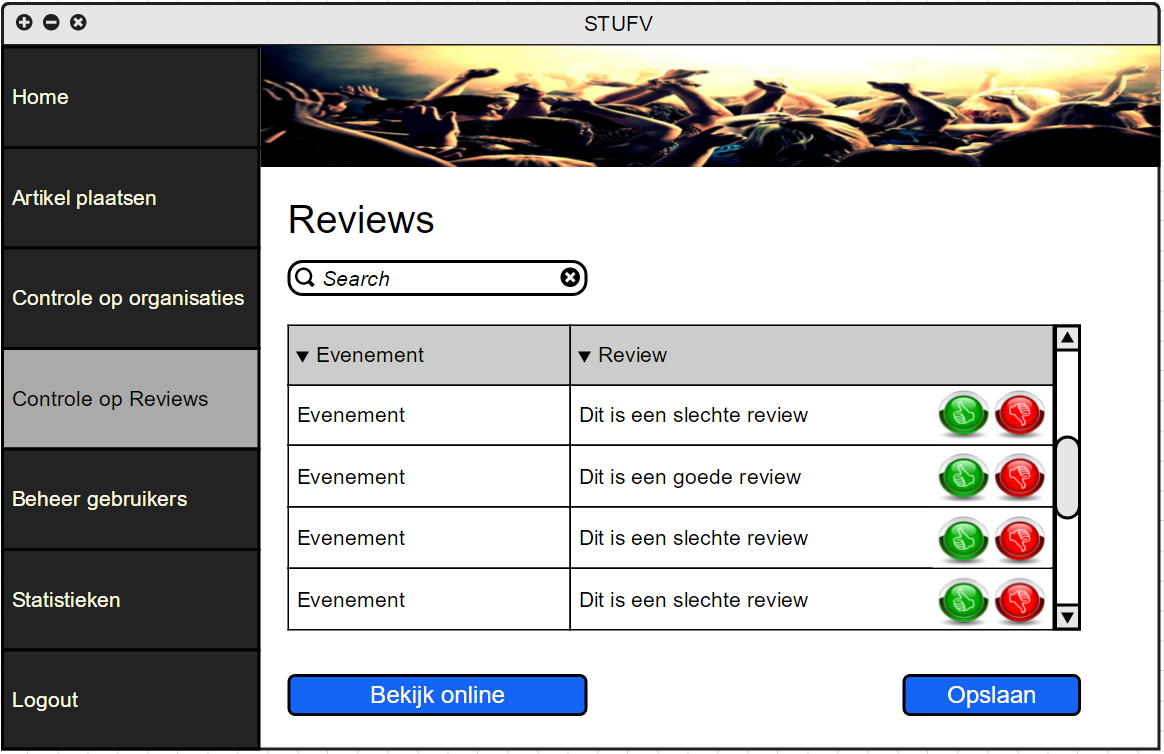 STUFV
Home
Artikel plaatsen
Controle op organisaties
Controle op Reviews
Beheer gebruikers
Statistieken
Logout
Reviews
Search
Evenement Review
Evenement Dit is een slechte review
Evenement Dit is een goede review
Evenement Dit is een slechte review
Evenement Dit is een slechte review
Bekijk online Opslaan